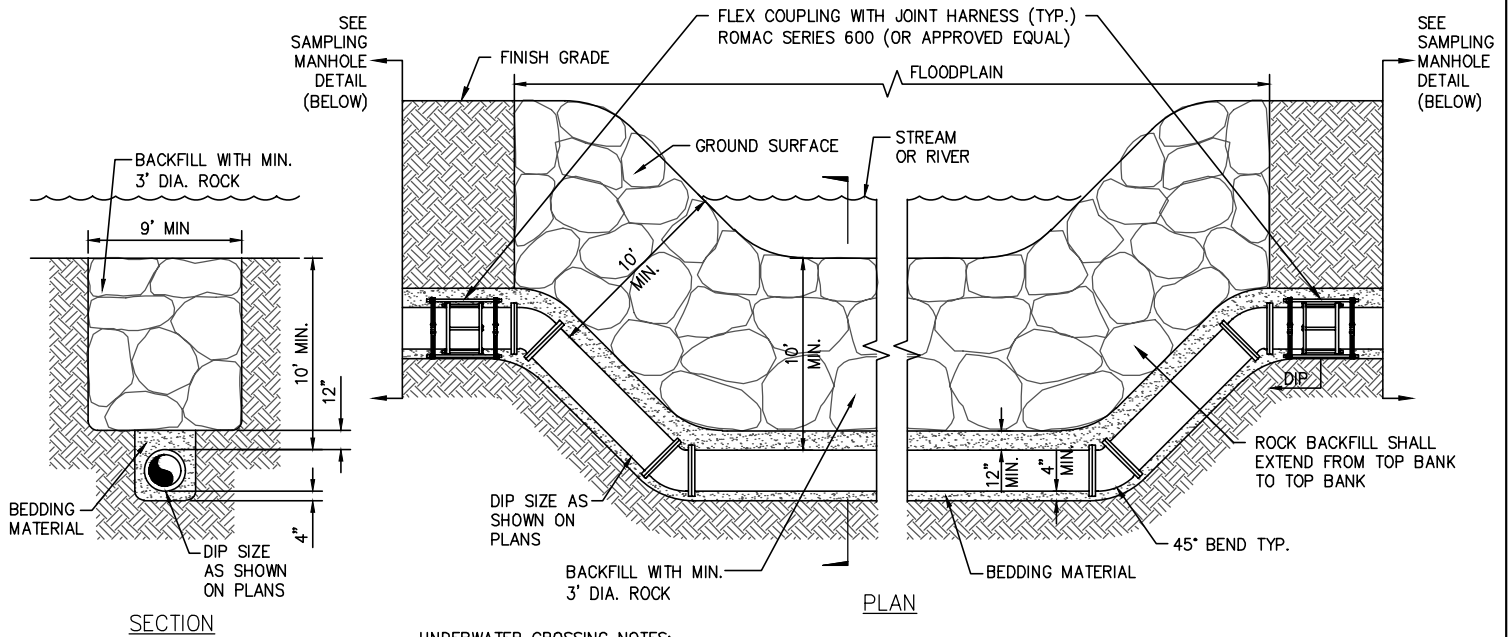 SEE
SAMPLING
MANHOLE
DETAIL
(BELOW)
FINISH GRADE
FLEX COUPLING WITH JOINT HARNESS (TYP.)
ROMAC SERIES 600 (OR APPROVED EQUAL)
FLOODPLAIN
SEE
SAMPLING
MANHOLE
DETAIL
(BELOW)
BACKFILL WITH MIN.
3' DIA. ROCK
GROUND SURFACE
STREAM
OR RIVER
9' MIN
10'
MIN.
10' MIN.
12"
4"
10'
MIN.
12"
MIN.
4"
MIN.
DIP
BEDDING
MATERIAL
DIP SIZE
AS SHOWN
ON PLANS
SECTION
DIP SIZE AS
SHOWN ON
PLANS
BACKFILL WITH MIN.
3' DIA. ROCK
BEDDING MATERIAL
45° BEND TYP.
ROCK BACKFILL SHALL
EXTEND FROM TOP BANK
TO TOP BANK
PLAN
UNDERWATER CROSSING NOTES: